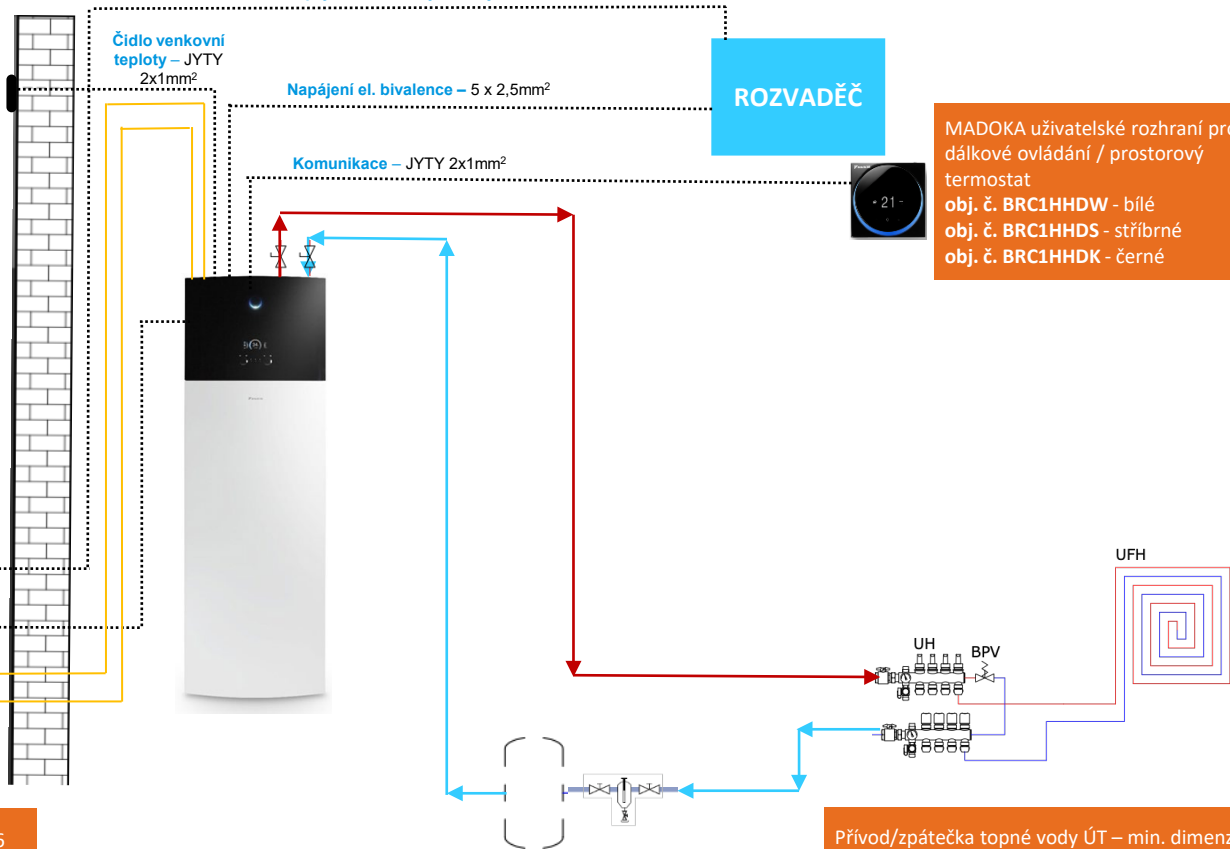 Čidlo venkovní
teploty – JYTY
2x1mm²
Napájení el. bivalence – 5 x 2,5mm²
ROZVADĚČ
Komunikace – JYTY 2x1mm²
MADOKA uživatelské rozhraní pro
dálkové ovládání / prostorový
termostat
obj. č. BRC1HHDW - bílé
obj. č. BRC1HHDS - stříbrné
obj. č. BRC1HHDK - černé
21
UFH
UH
BPV
6
Přívod/zpátečka topné vody ÚT – min.